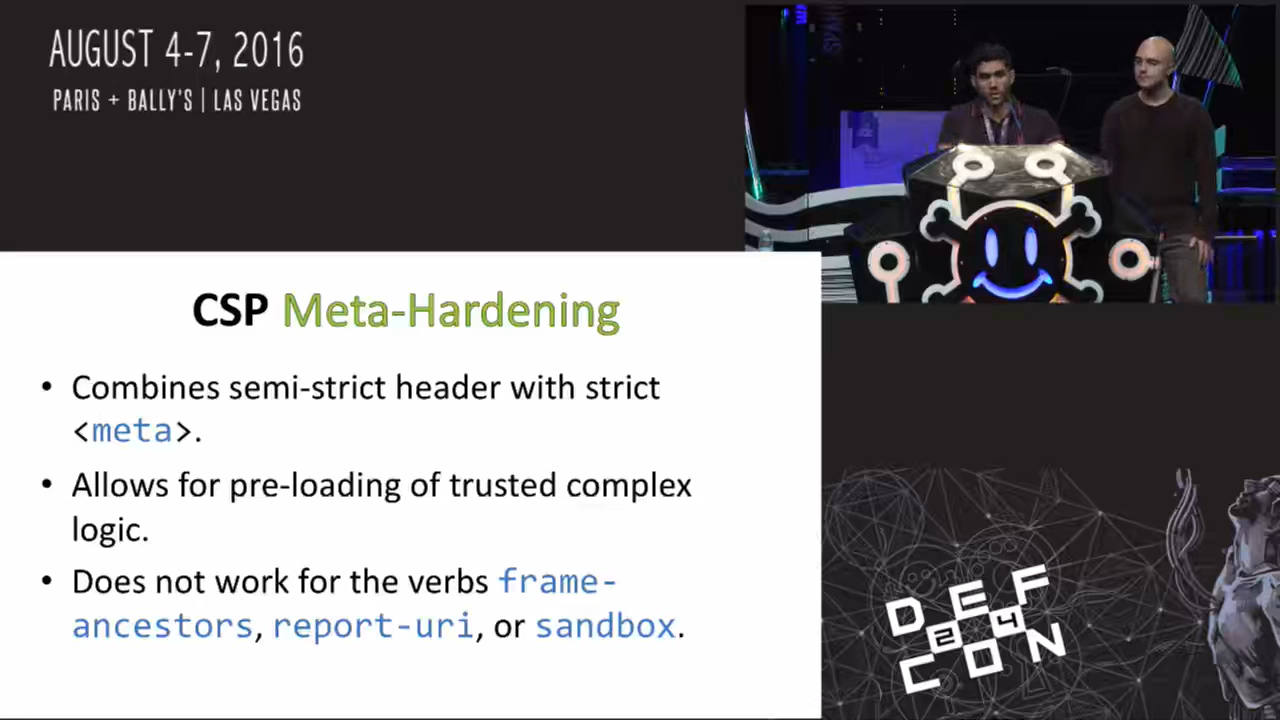 AUGUST 4-7, 2016
PARIS + BALLY'S | LAS VEGAS
CSP Meta-Hardening
• Combines semi-strict header with strict
<meta>.
• Allows for pre-loading of trusted complex
logic.
• Does not work for the verbs frame-
ancestors, report-uri, or sandbox.
DEF
24
CON